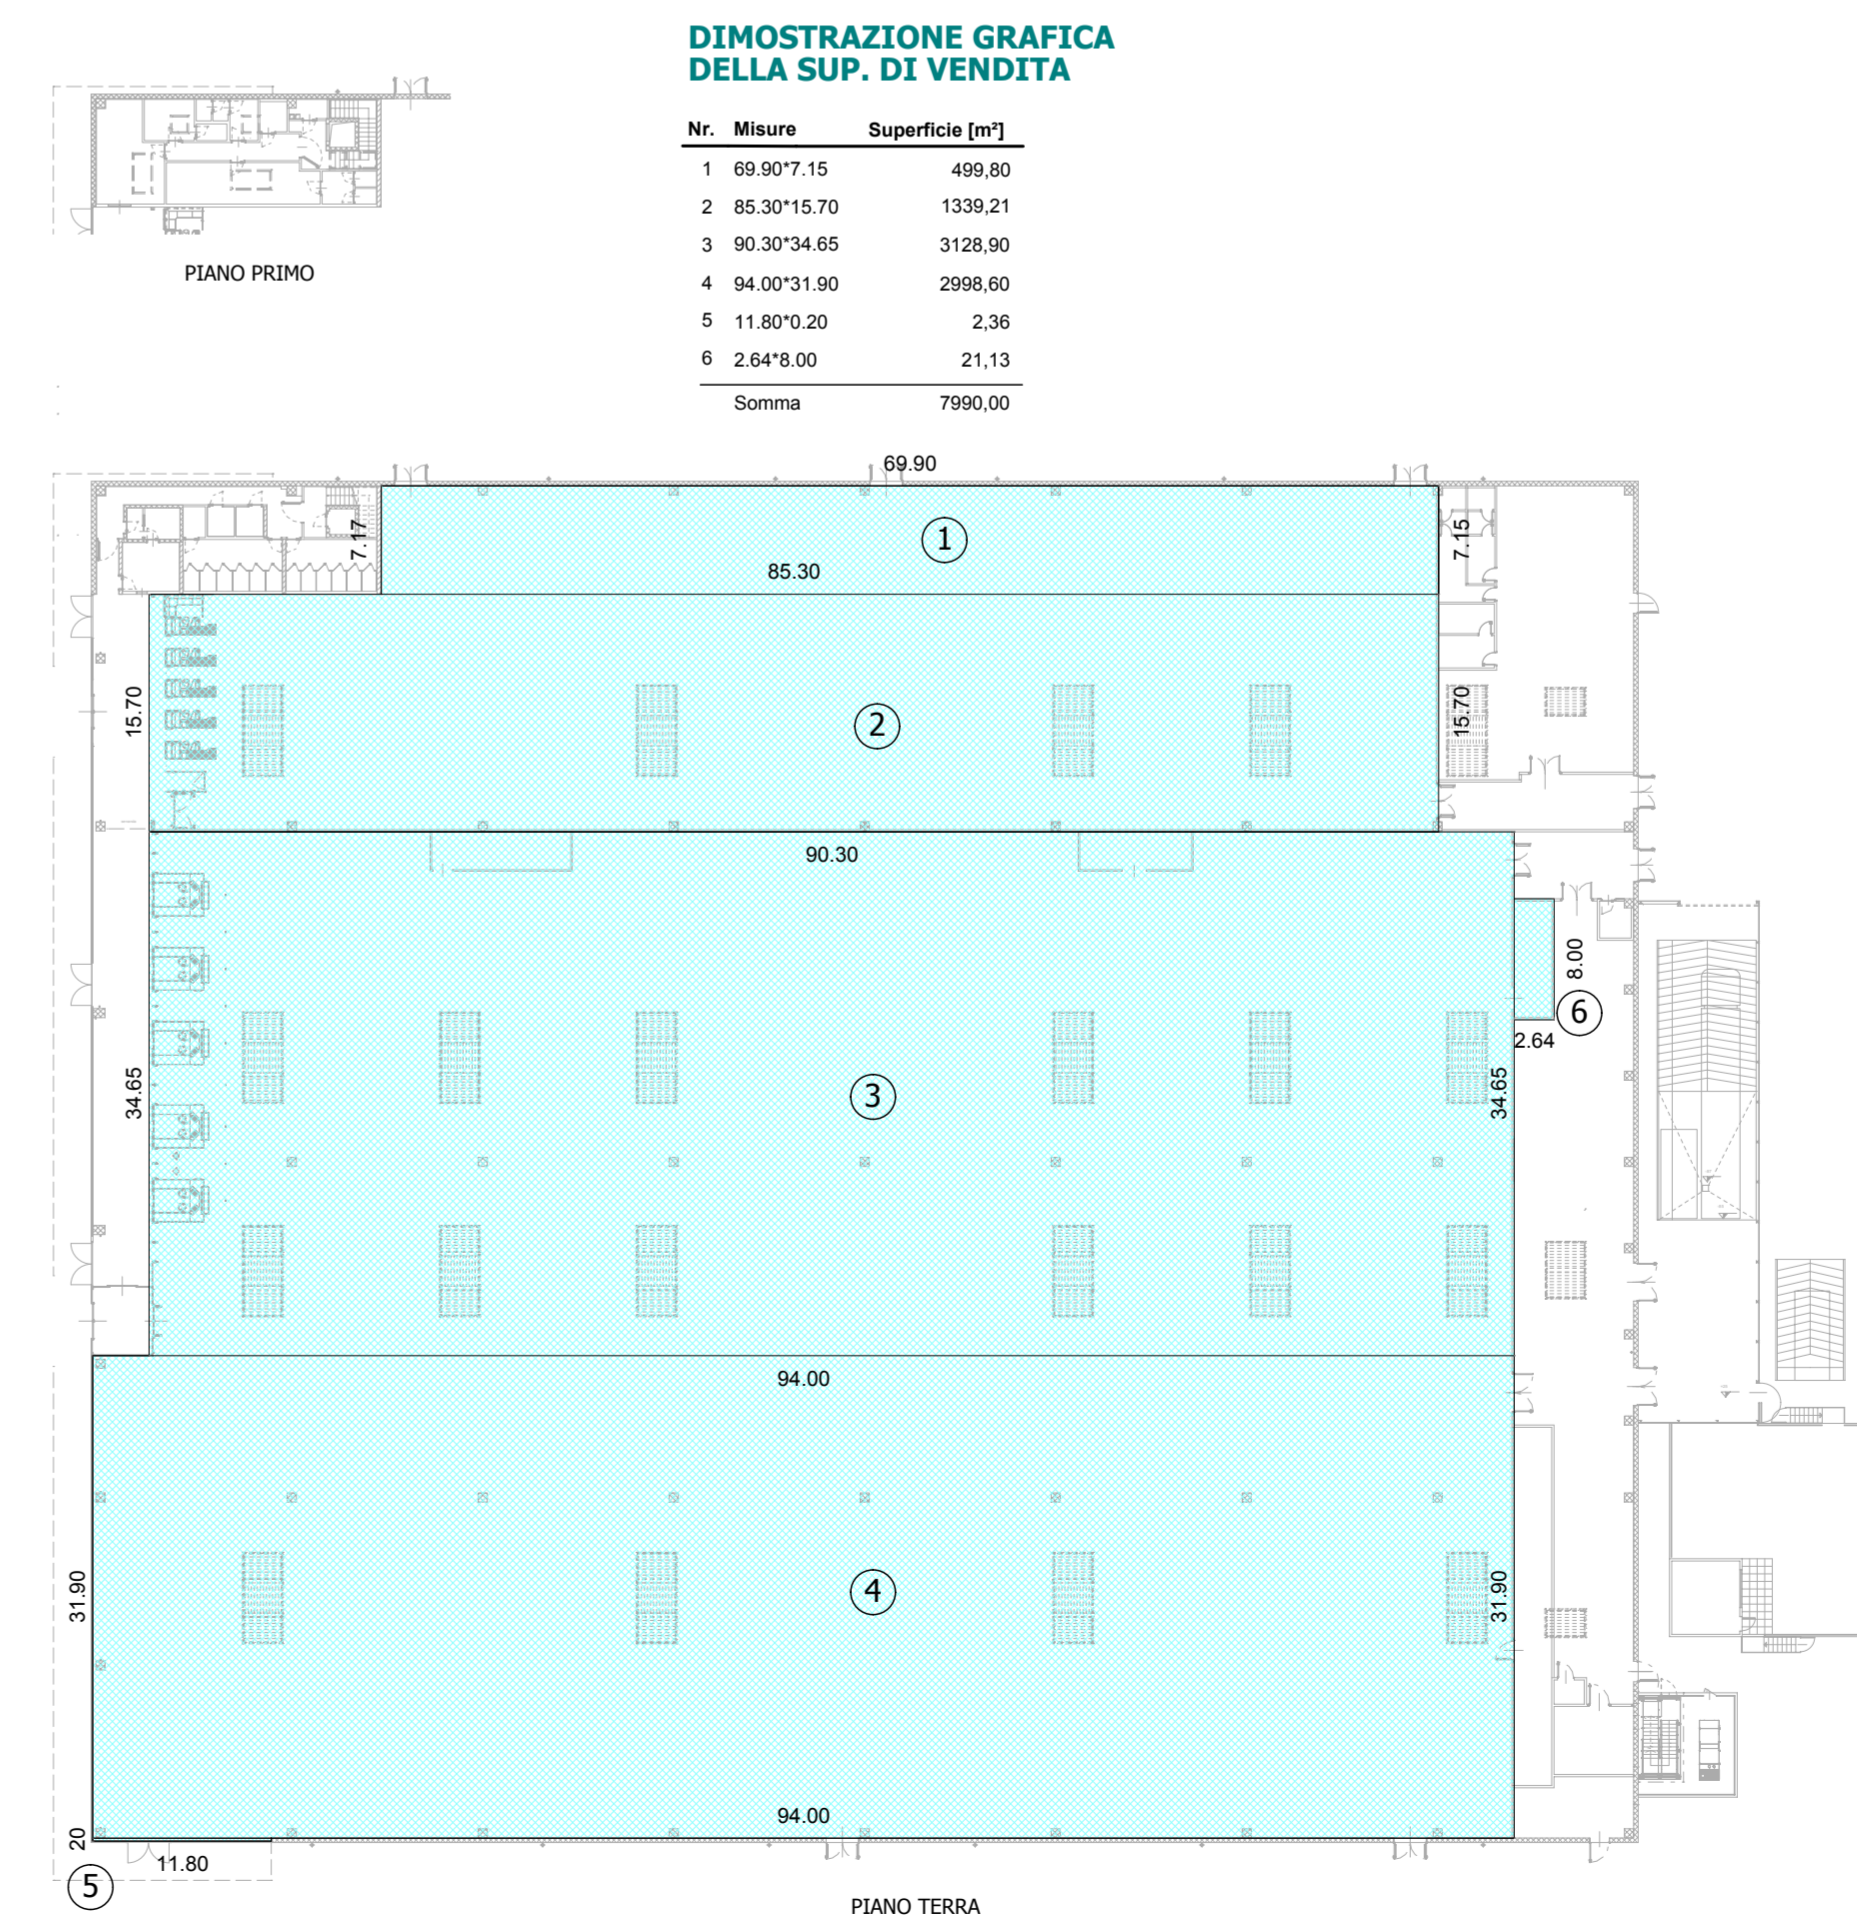 DIMOSTRAZIONE GRAFICA
DELLA SUP. DI VENDITA
Nr. Misure Superficie [m²]
1 69.90*7.15 499,80
2 85.30*15.70 1339,21
3 90.30*34.65 3128,90
4 94.00*31.90 2998,60
5 11.80*0.20 2,36
6 2.64*8.00 21,13
Somma 7990,00
PIANO PRIMO
69.90
7.17
1
7.15
85.30
15.70
2
15.70
90.30
8.00
6
2.64
34.65
3
34.65
94.00
31.90
4
31.90
94.00
20
11.80
5
PIANO TERRA